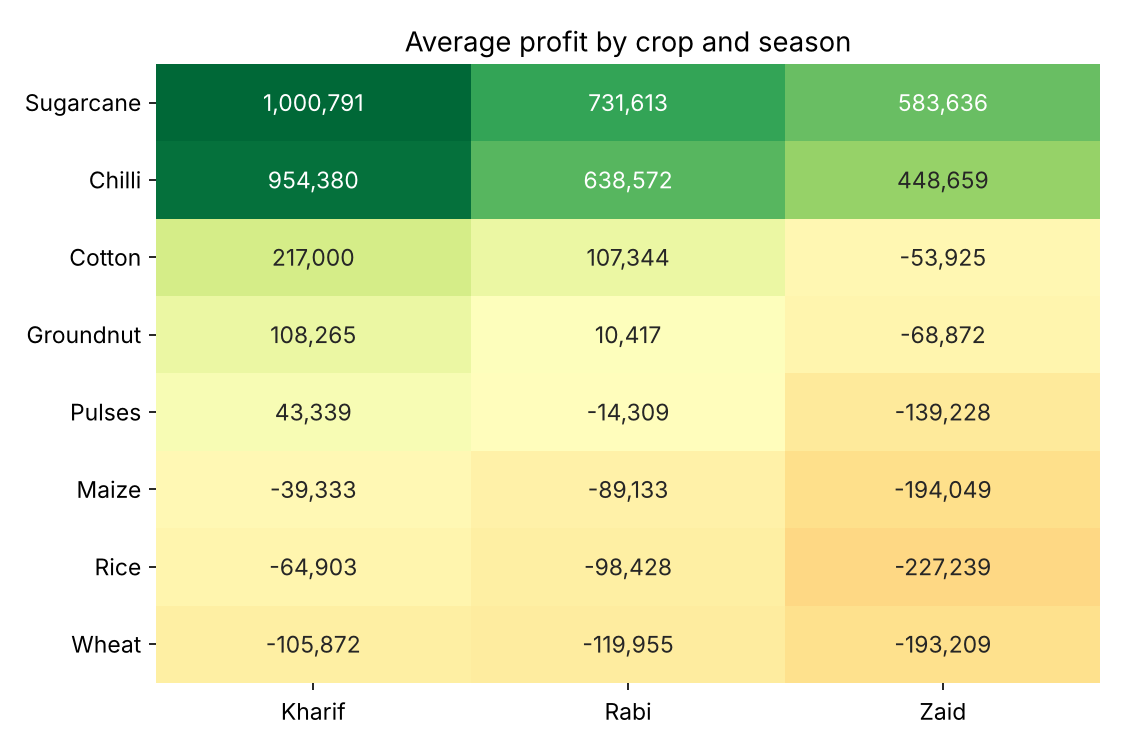 Average profit by crop and season
Sugarcane 1,000,791 731,613 583,636
Chilli 954,380 638,572 448,659
Cotton 217,000 107,344 -53,925
Groundnut 108,265 10,417 -68,872
Pulses 43,339 -14,309 -139,228
Maize -39,333 -89,133 -194,049
Rice -64,903 -98,428 -227,239
Wheat -105,872 -119,955 -193,209
Kharif Rabi Zaid